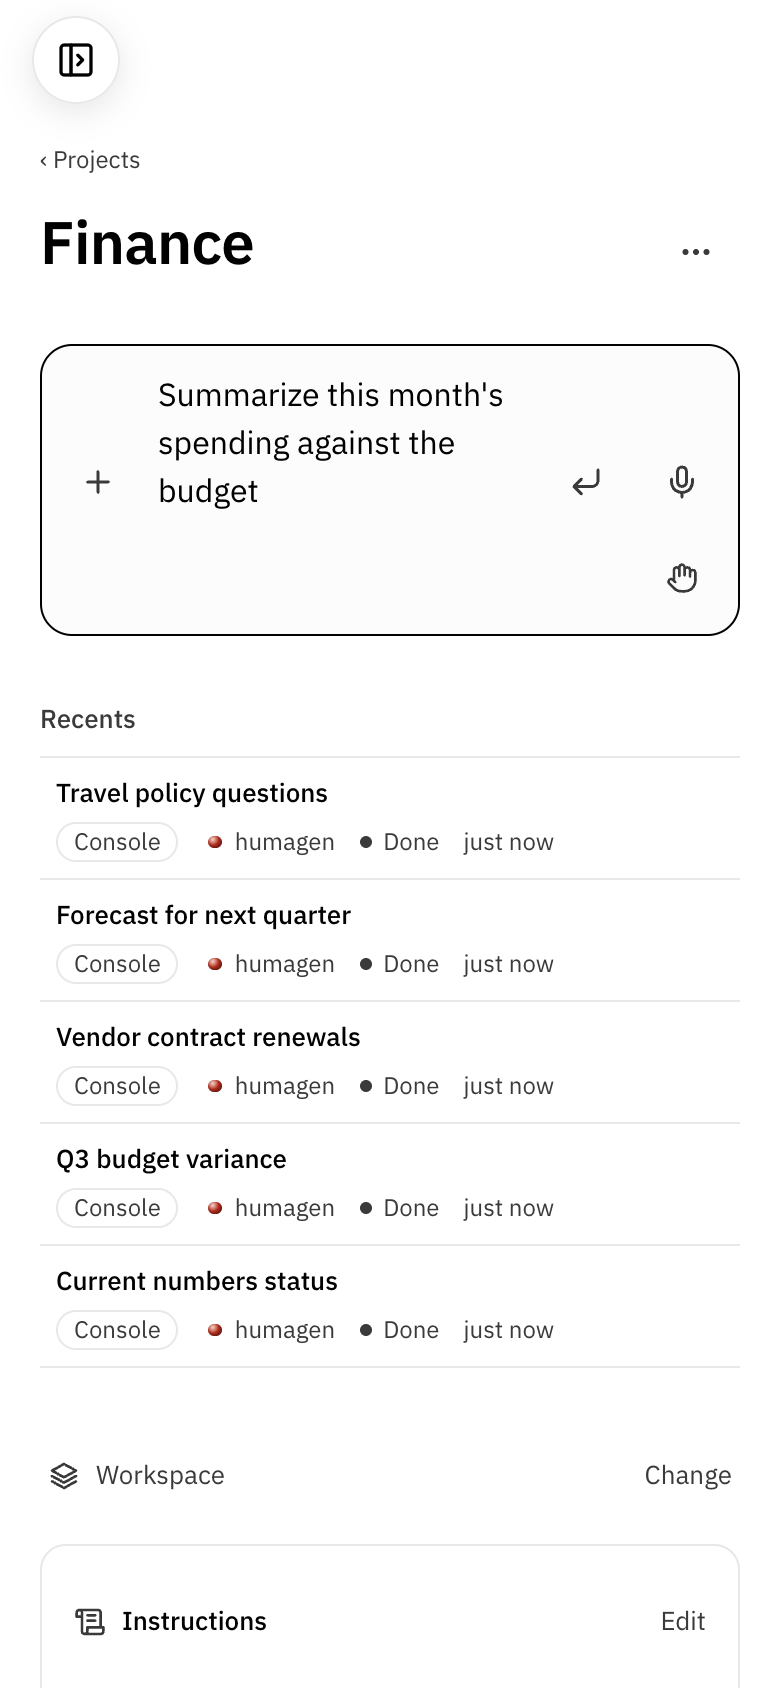 ‹ Projects
Finance
Summarize this month's
spending against the
budget
Recents
Travel policy questions
Console humagen Done just now
Forecast for next quarter
Console humagen Done just now
Vendor contract renewals
Console humagen Done just now
Q3 budget variance
Console humagen Done just now
Current numbers status
Console humagen Done just now
Workspace Change
Instructions Edit